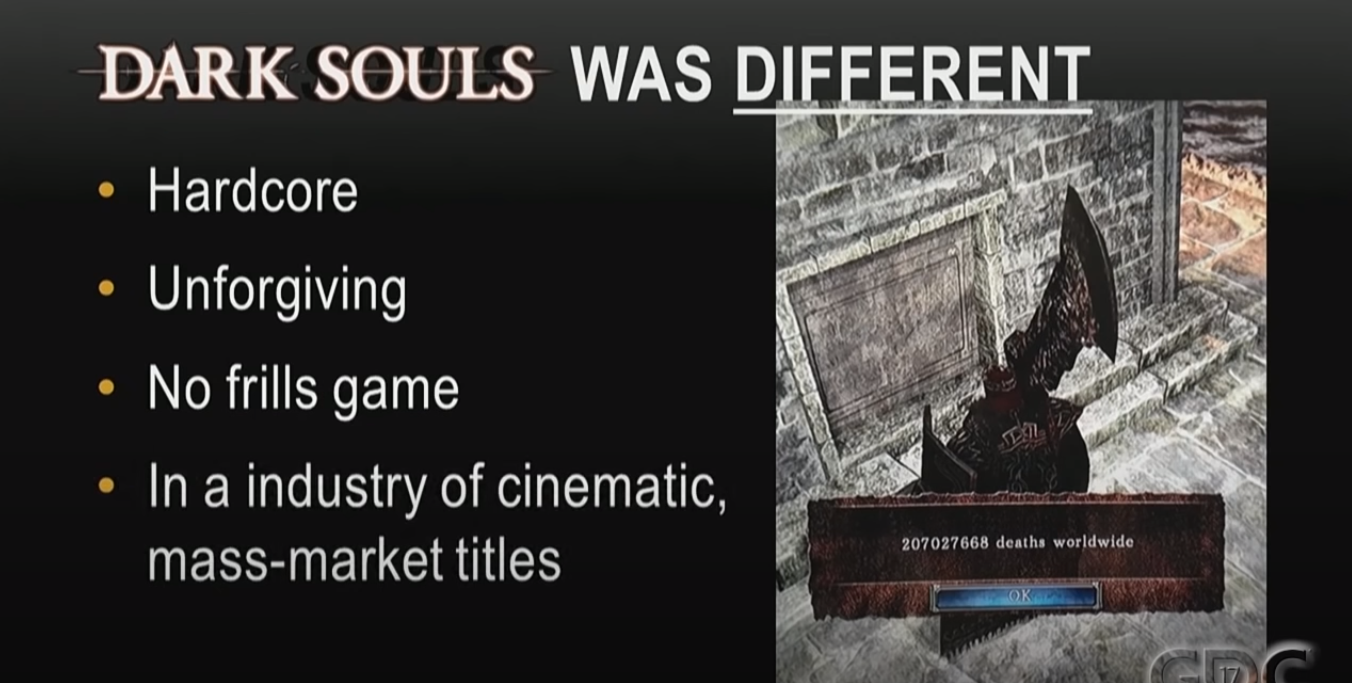 DARK SOULS WAS DIFFERENT
• Hardcore
• Unforgiving
• No frills game
• In a industry of cinematic,
mass-market titles
207027668 deaths worldwide
OK
GDC 17